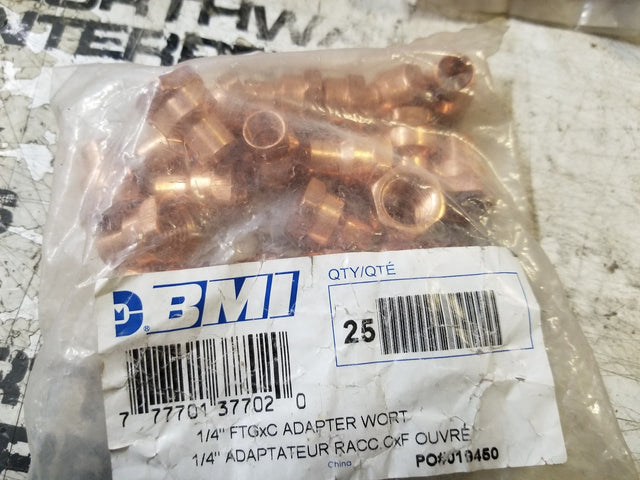 BMI
QTY/QTÉ
25
7 77701 37702 0
1/4" FTGxC ADAPTER WORT
1/4" ADAPTATEUR RACC CxF OUVRÉ
China
PO#019450